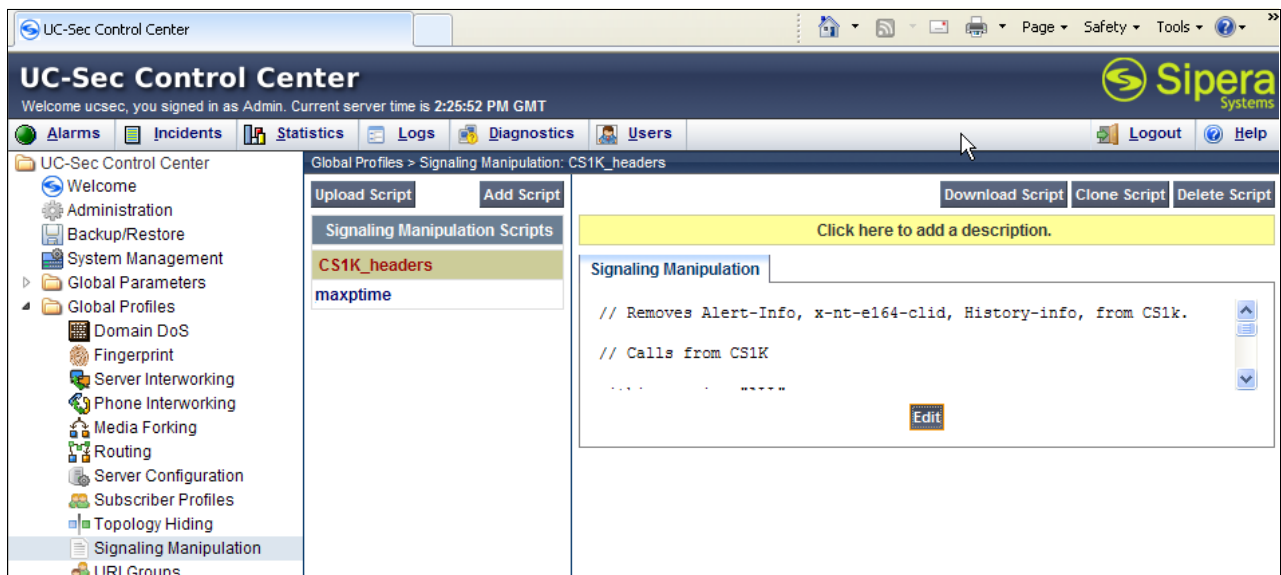 UC-Sec Control Center
Page Safety Tools »
UC-Sec Control Center
Sipera
Systems
Welcome ucsec, you signed in as Admin. Current server time is 2:25:52 PM GMT
Alarms Incidents Statistics Logs Diagnostics Users Logout Help
UC-Sec Control Center
Welcome
Administration
Backup/Restore
System Management
Global Parameters
Global Profiles
Domain DoS
Fingerprint
Server Interworking
Phone Interworking
Media Forking
Routing
Server Configuration
Subscriber Profiles
Topology Hiding
Signaling Manipulation
URI Groups
Global Profiles > Signaling Manipulation: CS1K_headers
Upload Script Add Script
Signaling Manipulation Scripts
CS1K_headers
maxptime
Download Script Clone Script Delete Script
Click here to add a description.
Signaling Manipulation
// Removes Alert-Info, x-nt-e164-clid, History-info, from CS1k.
// Calls from CS1K
Edit